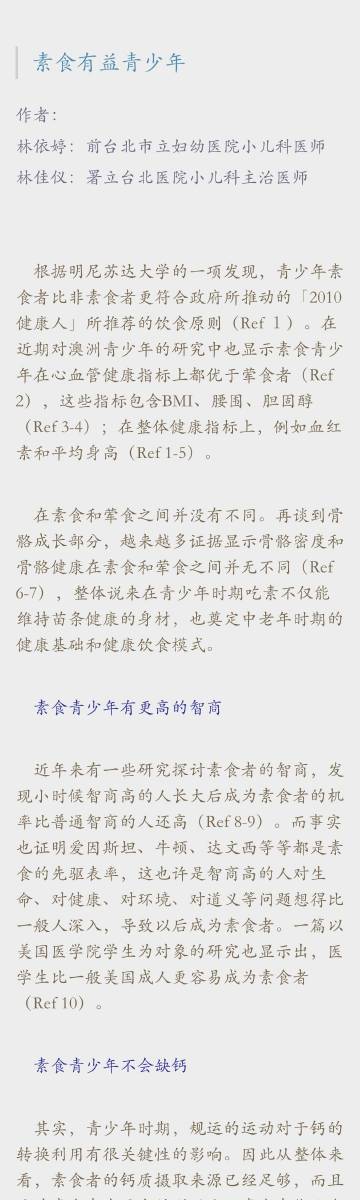 素食有益青少年
作者：
林依婷：前台北市立妇幼医院小儿科医师
林佳仪：署立台北医院小儿科主治医师
根据明尼苏达大学的一项发现，青少年素
食者比非素食者更符合政府所推动的「2010
健康人」所推荐的饮食原则（Ref 1）。在
近期对澳洲青少年的研究中也显示素食青少
年在心血管健康指标上都优于荤食者（Ref
2），这些指标包含BMI、腰围、胆固醇
（Ref 3-4）；在整体健康指标上，例如血红
素和平均身高（Ref 1-5）。
在素食和荤食之间并没有不同。再谈到骨
骼成长部分，越来越多证据显示骨骼密度和
骨骼健康在素食和荤食之间并无不同（Ref
6-7），整体说来在青少年时期吃素不仅能
维持苗条健康的身材，也奠定中老年时期的
健康基础和健康饮食模式。
素食青少年有更高的智商
近年来有一些研究探讨素食者的智商，发
现小时候智商高的人长大后成为素食者的机
率比普通智商的人还高（Ref 8-9）。而事实
也证明爱因斯坦、牛顿、达文西等等都是素
食的先驱表率，这也许是智商高的人对生
命、对健康、对环境、对道义等问题想得比
一般人深入，导致以后成为素食者。一篇以
美国医学院学生为对象的研究也显示出，医
学生比一般美国成人更容易成为素食者
（Ref 10）。
素食青少年不会缺钙
其实，青少年时期，规运的运动对于钙的
转换利用有很关键性的影响。因此从整体来
看，素食者的钙质摄取来源已经足够，而且